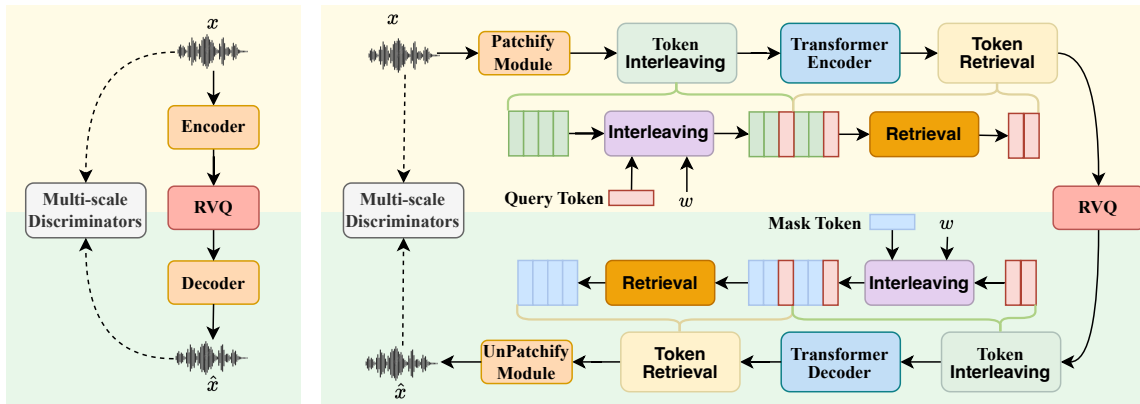 x
Encoder
Multi-scale
Discriminators
RVQ
Decoder
x̂
x
Patchify
Module
Token
Interleaving
Transformer
Encoder
Token
Retrieval
Interleaving
Retrieval
Query Token
w
Multi-scale
Discriminators
RVQ
Mask Token
w
Retrieval
Interleaving
UnPatchify
Module
Token
Retrieval
Transformer
Decoder
Token
Interleaving
x̂